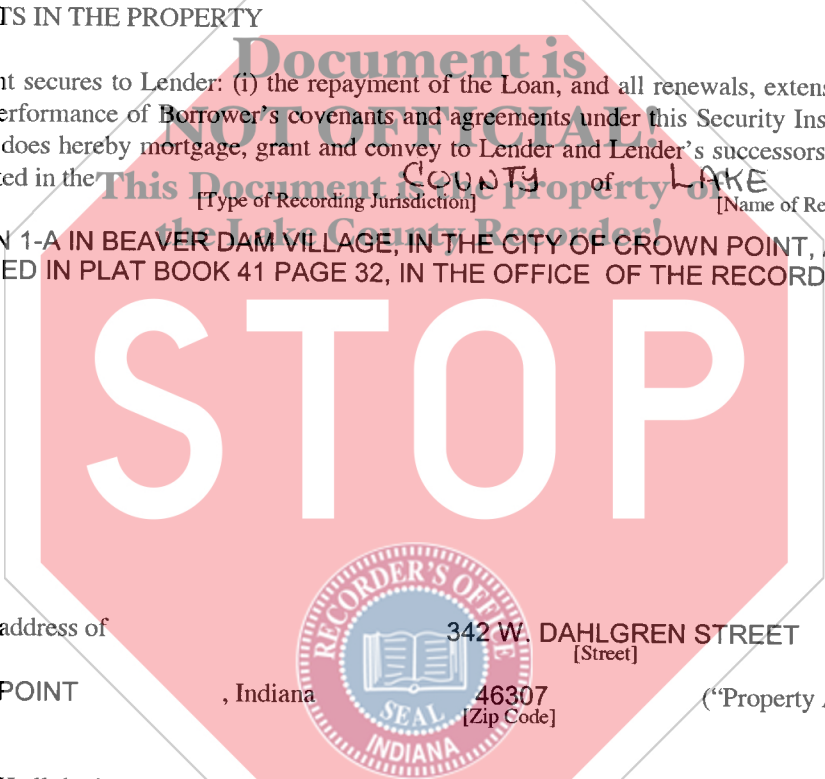 TS IN THE PROPERTY
Document is
nt secures to Lender: (i) the repayment of the Loan, and all renewals, extens
NOT OFFICIAL!
erformance of Borrower's covenants and agreements under this Security Ins
does hereby mortgage, grant and convey to Lender and Lender's successors
ted in the COUNTY of LAKE
This Document is the property of
[Type of Recording Jurisdiction] [Name of Re
the Lake County Recorder!
N 1-A IN BEAVER DAM VILLAGE, IN THE CITY OF CROWN POINT,
ED IN PLAT BOOK 41 PAGE 32, IN THE OFFICE OF THE RECORD
STOP
RECORDER'S OFFICE
address of 342 W. DAHLGREN STREET
[Street]
POINT , Indiana 46307 ("Property
SEAL
[Zip Code]
INDIANA